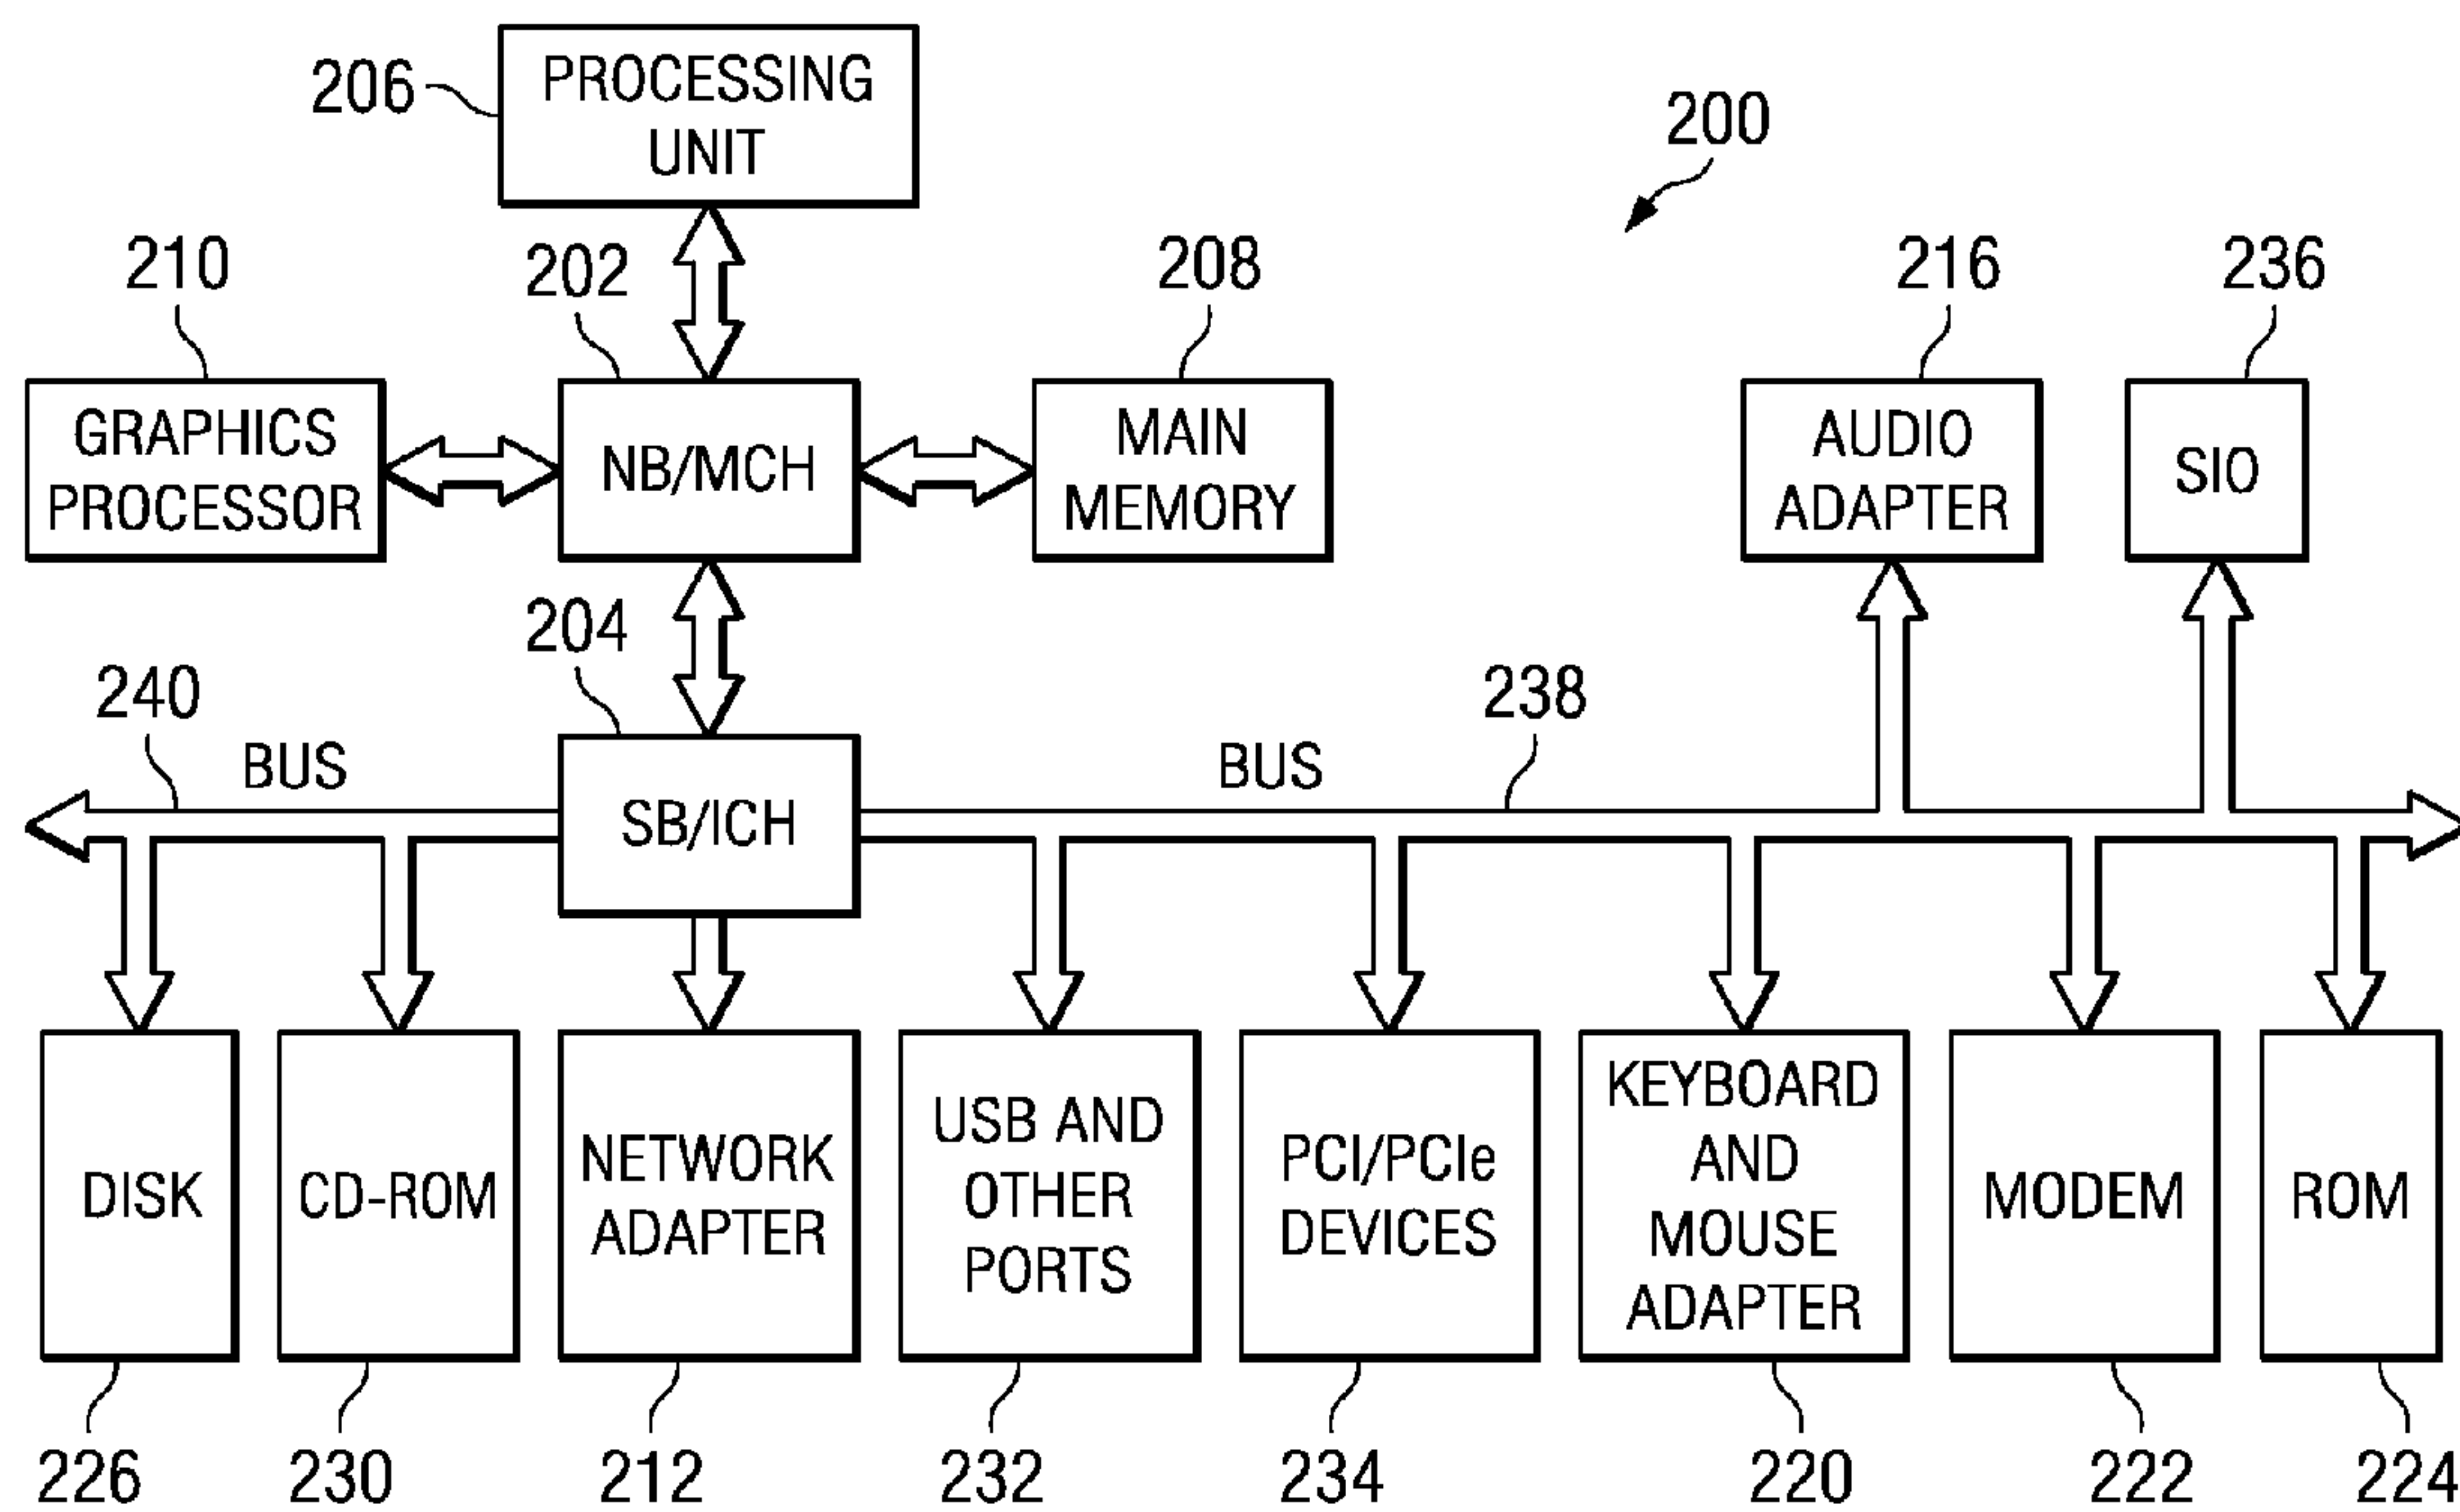 206
PROCESSING
UNIT
200
210
202
208
216
236
GRAPHICS
PROCESSOR
NB/MCH
MAIN
MEMORY
AUDIO
ADAPTER
SIO
204
240
BUS
SB/ICH
BUS
238
DISK
CD-ROM
NETWORK
ADAPTER
USB AND
OTHER
PORTS
PCI/PCIe
DEVICES
KEYBOARD
AND
MOUSE
ADAPTER
MODEM
ROM
226
230
212
232
234
220
222
224